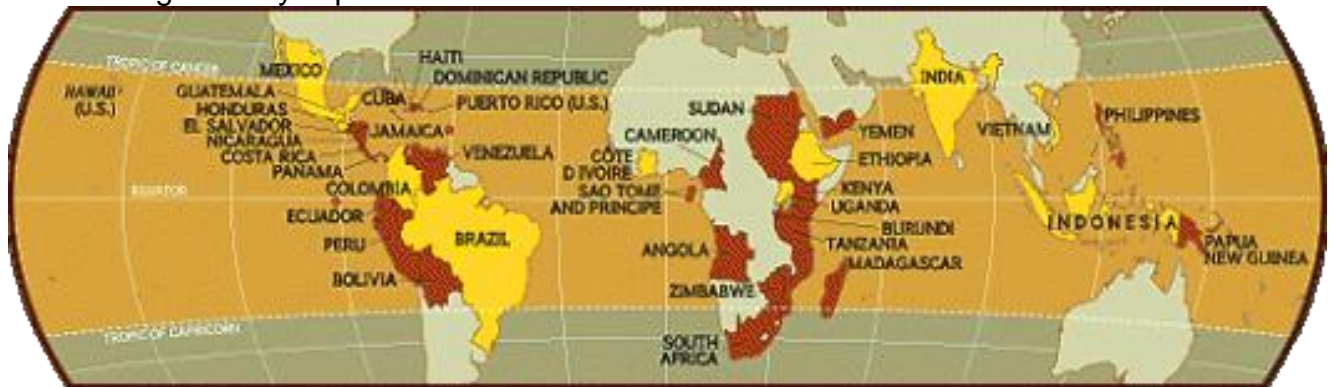 TROPIC OF CANCER
HAWAII
(U.S.)
MEXICO
GUATEMALA
HONDURAS
EL SALVADOR
NICARAGUA
COSTA RICA
PANAMA
CUBA
JAMAICA
HAITI
DOMINICAN REPUBLIC
PUERTO RICO (U.S.)
VENEZUELA
COLOMBIA
EQUATOR
ECUADOR
PERU
BOLIVIA
BRAZIL
TROPIC OF CAPRICORN
SUDAN
CAMEROON
CÔTE
D IVOIRE
SAO TOME
AND PRINCIPE
ANGOLA
ZIMBABWE
SOUTH
AFRICA
YEMEN
ETHIOPIA
KENYA
UGANDA
BURUNDI
TANZANIA
MADAGASCAR
INDIA
VIETNAM
PHILIPPINES
INDONESIA
PAPUA
NEW GUINEA